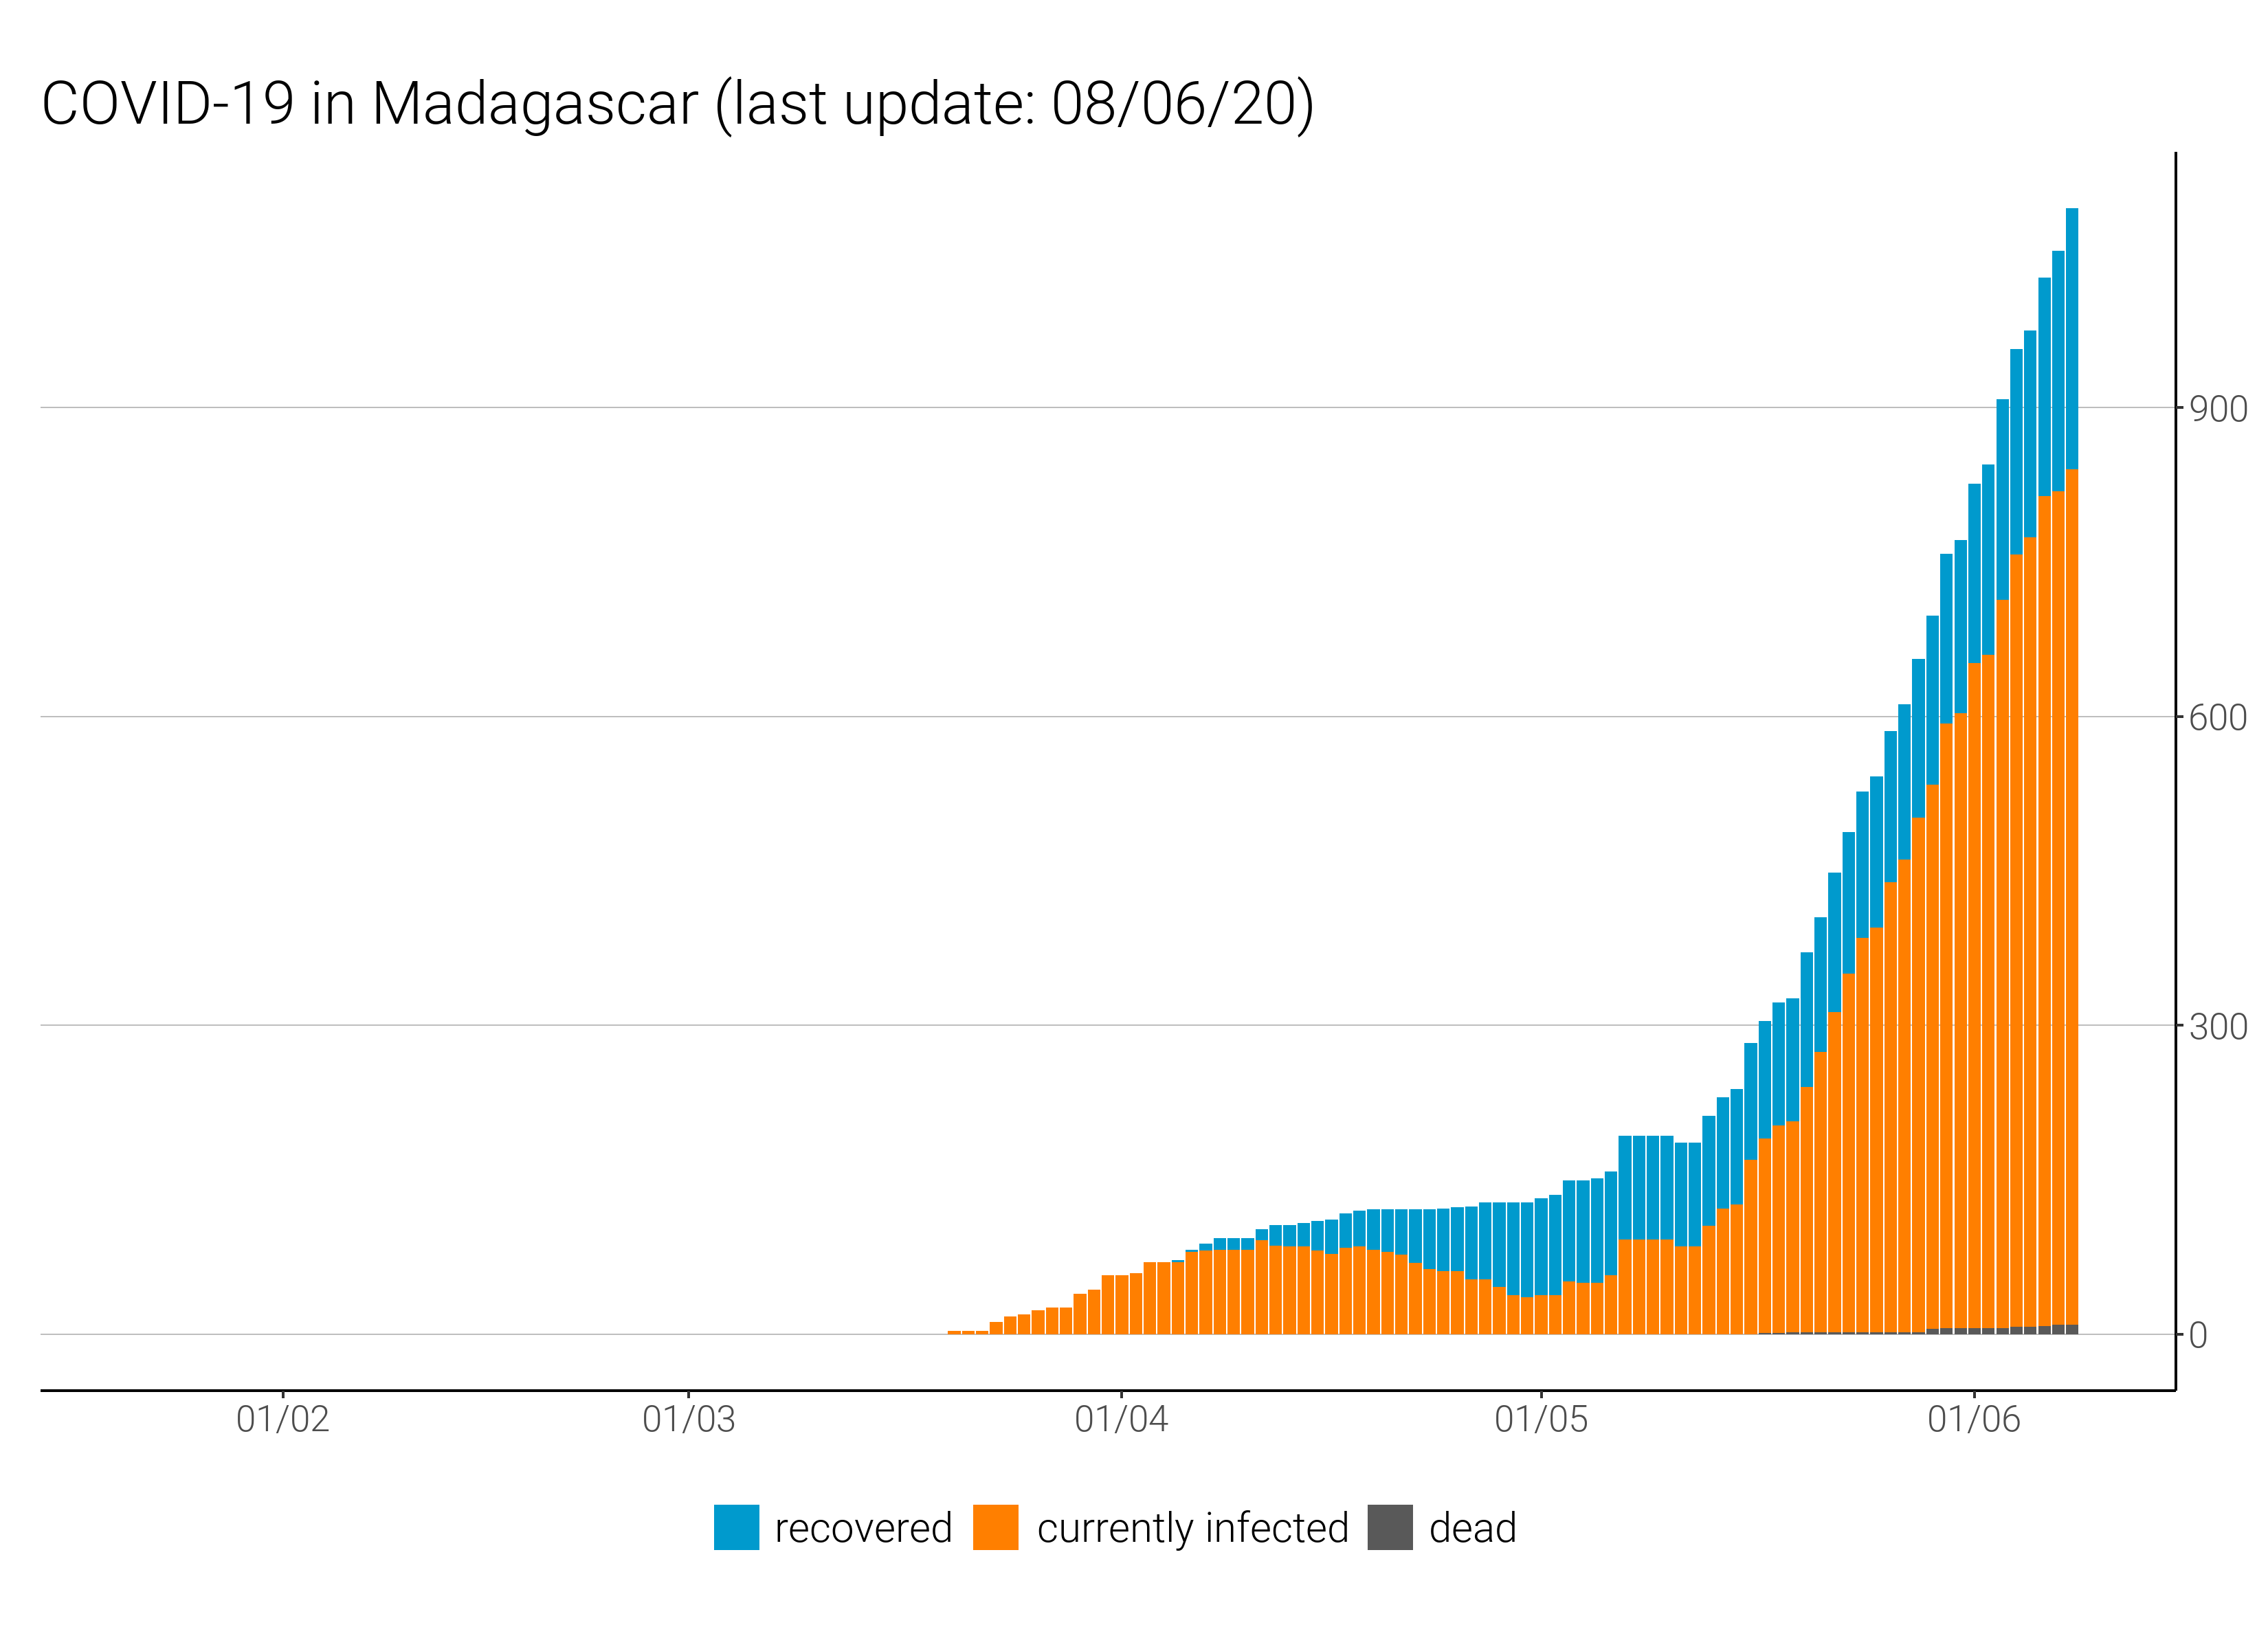 COVID-19 in Madagascar (last update: 08/06/20)
900
600
300
0
01/02 01/03 01/04 01/05 01/06
recovered currently infected dead